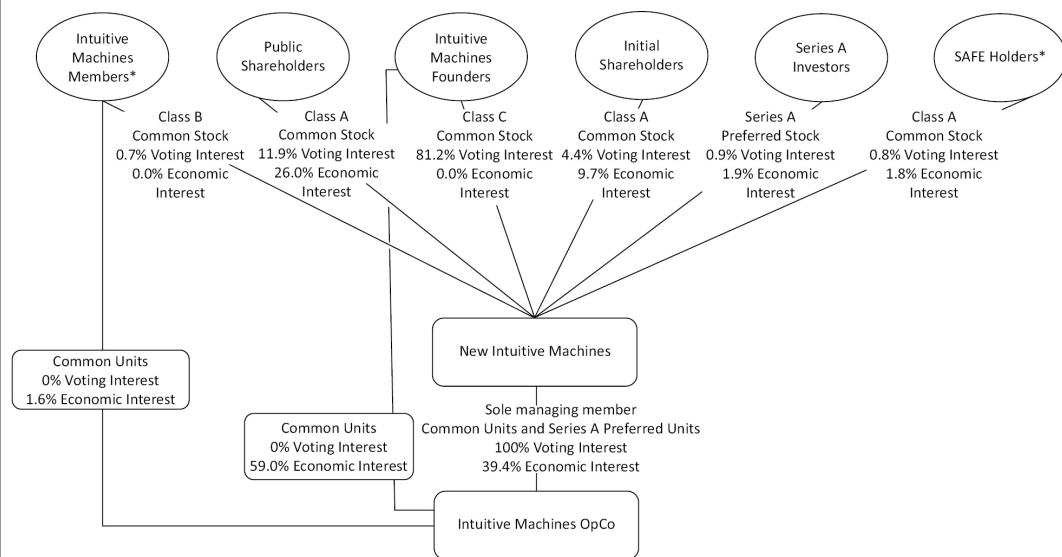 Intuitive
Machines
Members*
Public
Shareholders
Intuitive
Machines
Founders
Initial
Shareholders
Series A
Investors
SAFE Holders*
Class B
Common Stock
0.7% Voting Interest
0.0% Economic
Interest
Class A
Common Stock
11.9% Voting Interest
26.0% Economic
Interest
Class C
Common Stock
81.2% Voting Interest
0.0% Economic
Interest
Class A
Common Stock
4.4% Voting Interest
9.7% Economic
Interest
Series A
Preferred Stock
0.9% Voting Interest
1.9% Economic
Interest
Class A
Common Stock
0.8% Voting Interest
1.8% Economic
Interest
New Intuitive Machines
Common Units
0% Voting Interest
1.6% Economic Interest
Common Units
0% Voting Interest
59.0% Economic Interest
Sole managing member
Common Units and Series A Preferred Units
100% Voting Interest
39.4% Economic Interest
Intuitive Machines OpCo